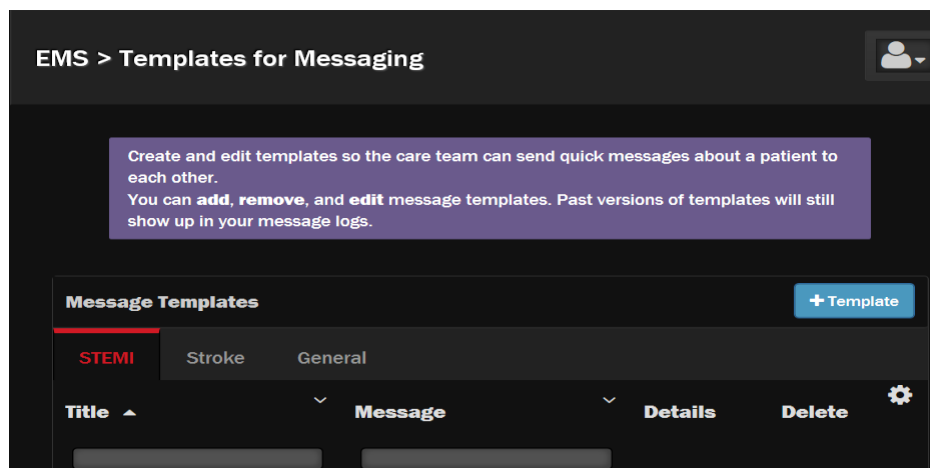 EMS > Templates for Messaging
Create and edit templates so the care team can send quick messages about a patient to
each other.
You can add, remove, and edit message templates. Past versions of templates will still
show up in your message logs.
Message Templates
+ Template
STEMI Stroke General
Title Message Details Delete